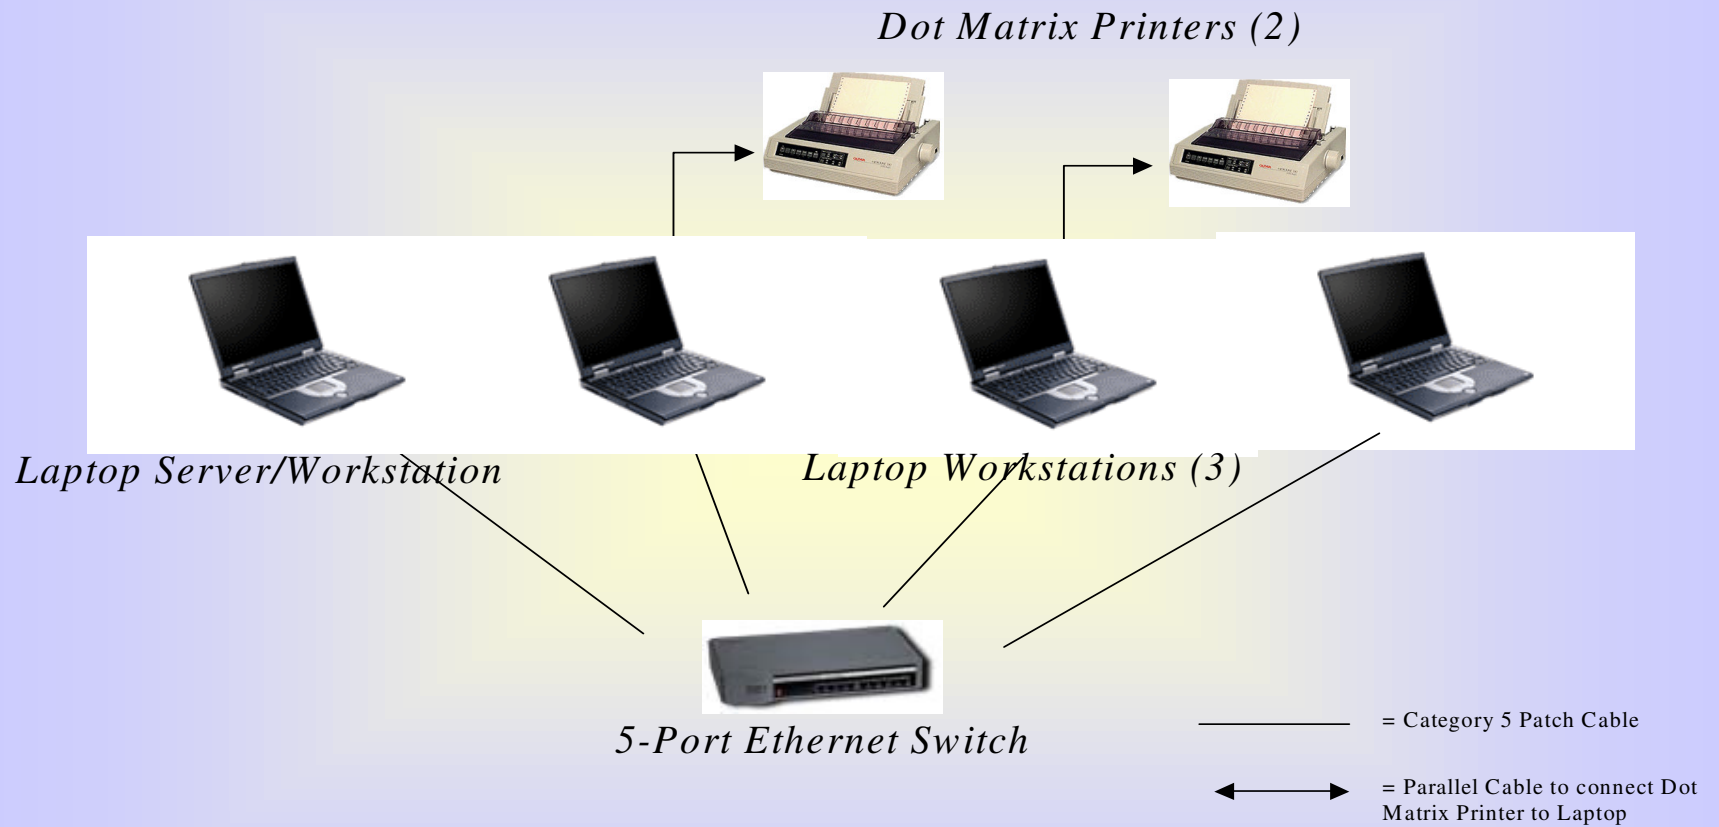 Dot Matrix Printers (2)
Laptop Server/Workstation
Laptop Workstations (3)
5-Port Ethernet Switch
= Category 5 Patch Cable
= Parallel Cable to connect Dot
Matrix Printer to Laptop